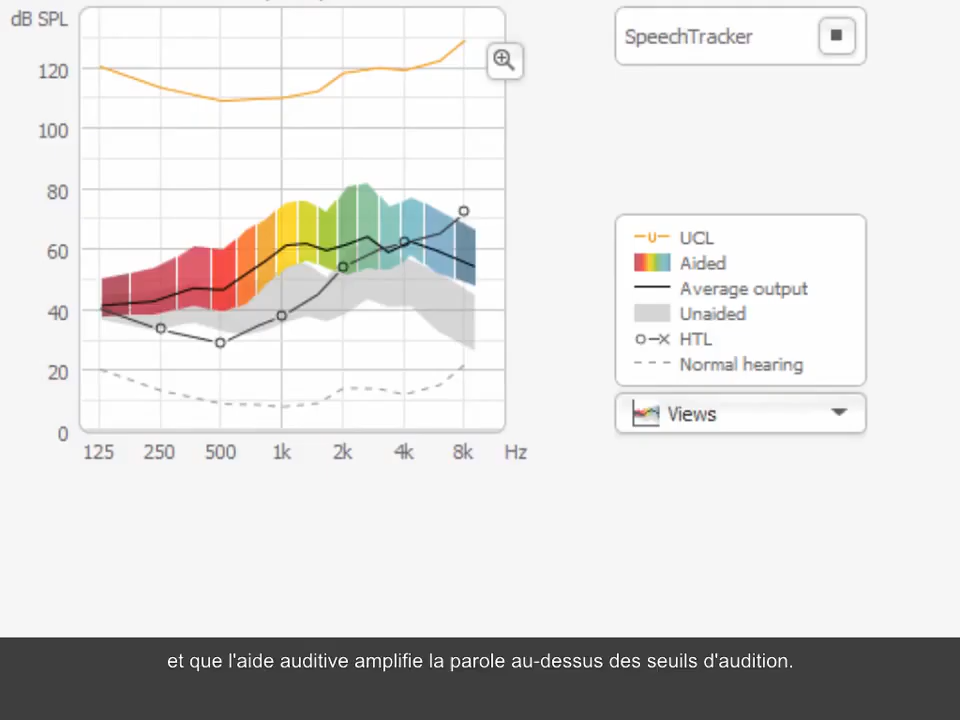 dB SPL
120
100
80
60
40
20
0
125 250 500 1k 2k 4k 8k Hz
SpeechTracker
U UCL
Aided
Average output
Unaided
HTL
Normal hearing
Views
et que l'aide auditive amplifie la parole au-dessus des seuils d'audition.